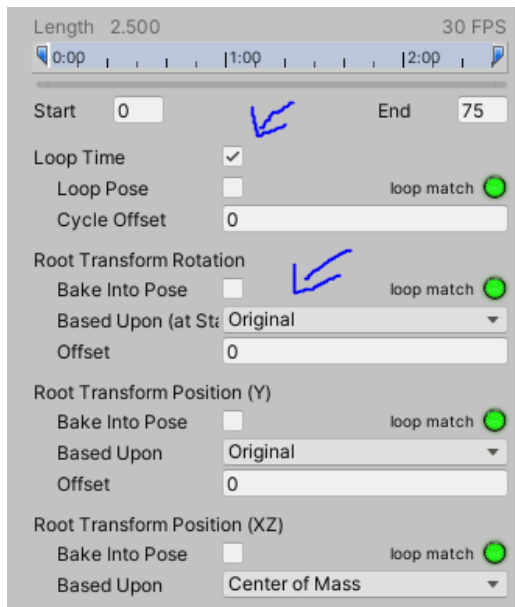 Length 2.500 30 FPS
0:00 1:00 2:00
Start 0 End 75
Loop Time
Loop Pose loop match
Cycle Offset 0
Root Transform Rotation
Bake Into Pose loop match
Based Upon (at Sta Original
Offset 0
Root Transform Position (Y)
Bake Into Pose loop match
Based Upon Original
Offset 0
Root Transform Position (XZ)
Bake Into Pose loop match
Based Upon Center of Mass